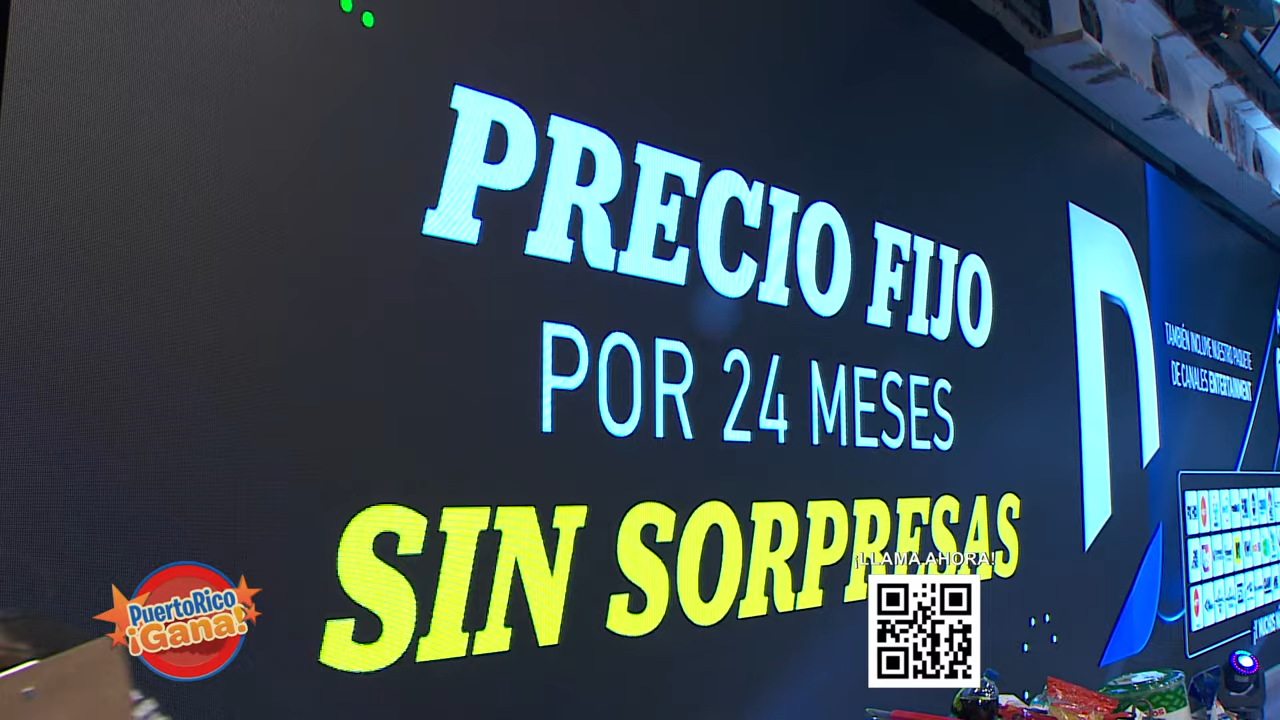 PRECIO FIJO
POR 24 MESES
SIN SORPRESAS
TAMBIÉN INCLUYE NUESTRO PAQUETE
DE CANALES ENTERTAINMENT
¡LLAMA AHORA!
PuertoRico
¡Gana!